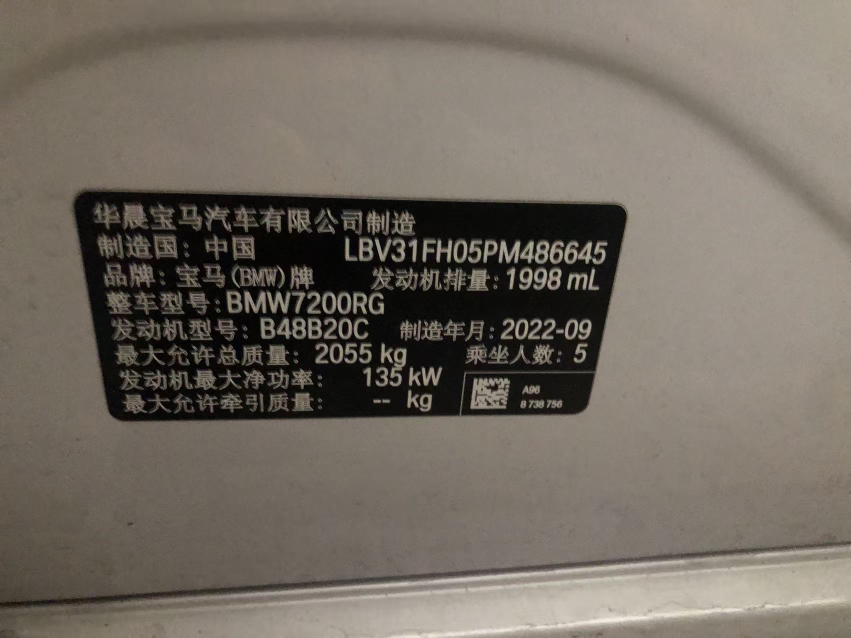 华晨宝马汽车有限公司制造
制造国: 中国 LBV31FH05PM486645
品牌: 宝马(BMW)牌 发动机排量: 1998 mL
整车型号: BMW7200RG
发动机型号: B48B20C 制造年月: 2022-09
最大允许总质量: 2055 kg 乘坐人数: 5
发动机最大净功率: 135 kW
最大允许牵引质量: -- kg
A96
8 738 756